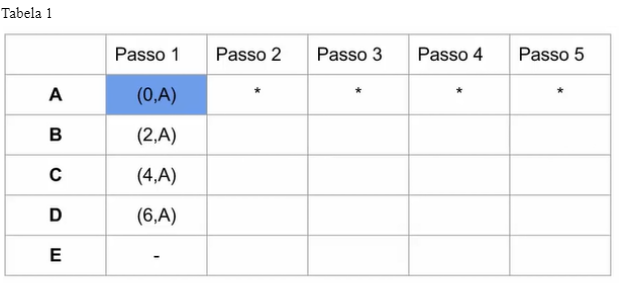 Tabela 1
Passo 1 Passo 2 Passo 3 Passo 4 Passo 5
A (0,A) * * * *
B (2,A)
C (4,A)
D (6,A)
E -